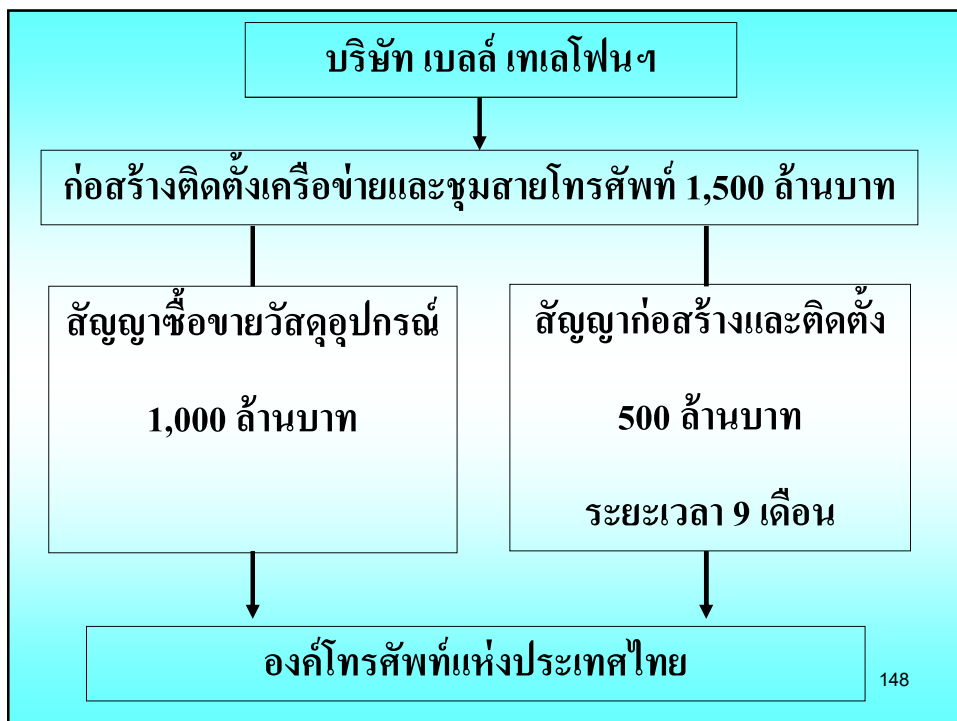 บริษัท เบลล์ เทเลโฟนฯ
ก่อสร้างติดตั้งเครือข่ายและชุมสายโทรศัพท์ 1,500 ล้านบาท
สัญญาซื้อขายวัสดุอุปกรณ์
1,000 ล้านบาท
สัญญาก่อสร้างและติดตั้ง
500 ล้านบาท
ระยะเวลา 9 เดือน
องค์โทรศัพท์แห่งประเทศไทย
148